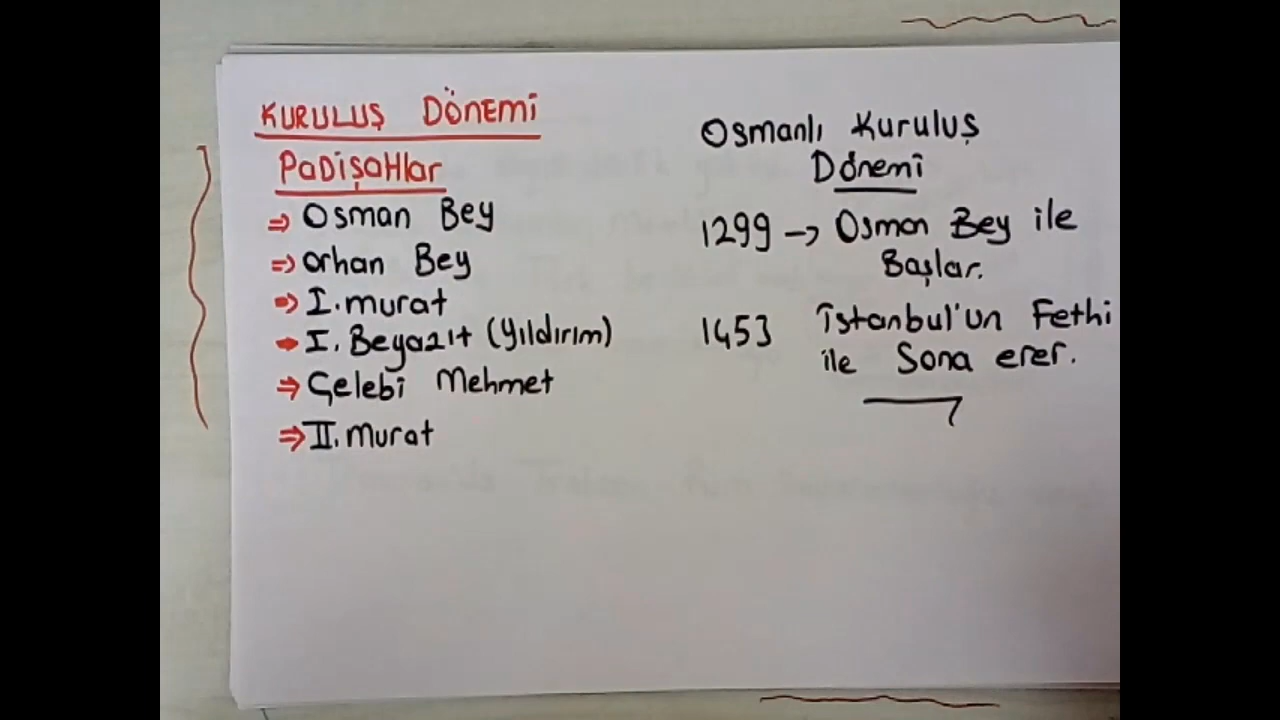 KURULUŞ DÖNEMİ
PADİŞAHlar
⇒ Osman Bey
⇒ orhan Bey
➡ I. murat
➡ I. Beyazıt (Yıldırım)
⇒ Çelebi Mehmet
⇒ II. murat
Osmanlı Kuruluş
Dönemi
1299 → Osman Bey ile
Başlar.
1453 İstanbul'un Fethi
ile Sona erer.